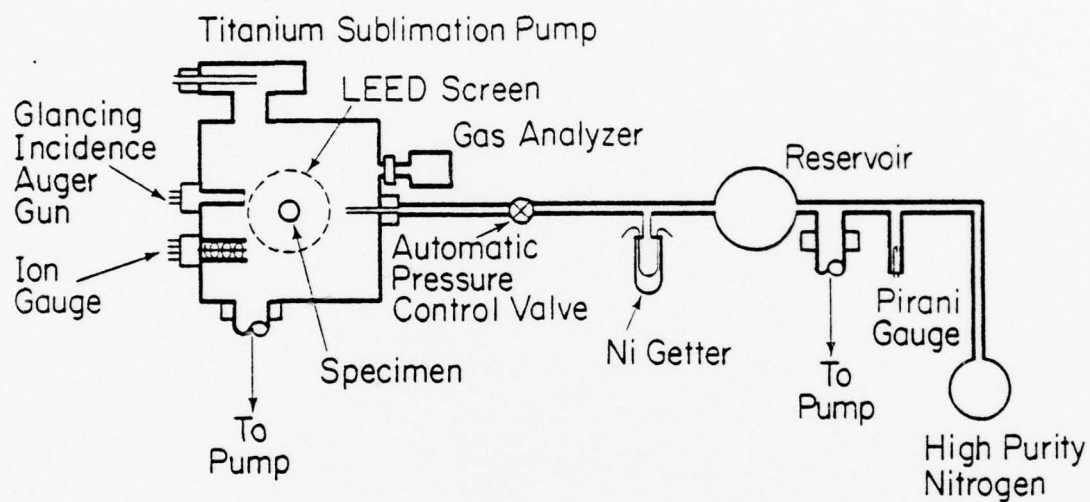 Titanium Sublimation Pump
LEED Screen
Glancing
Incidence
Auger
Gun
Gas Analyzer
Reservoir
Ion
Gauge
Automatic
Pressure
Control Valve
Specimen
Ni Getter
Pirani
Gauge
To
Pump
To
Pump
High Purity
Nitrogen